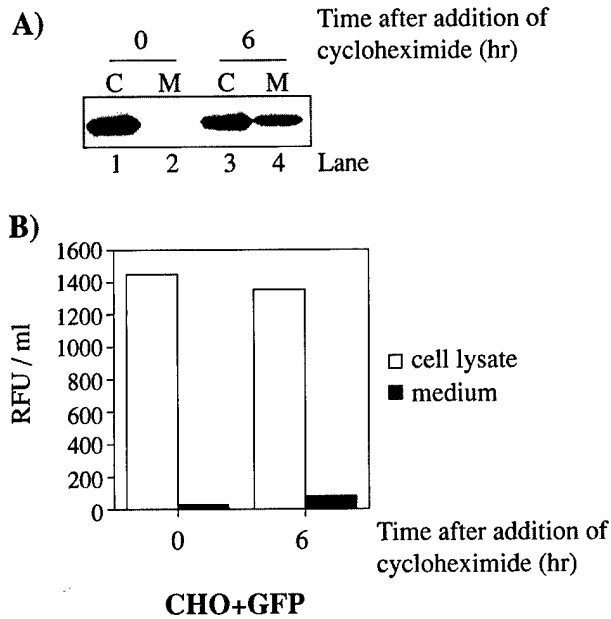 A)
Time after addition of
cycloheximide (hr)
0 6
C M C M
1 2 3 4 Lane
B)
1600
1400
1200
1000
800
600
400
200
0
RFU / ml
cell lysate
medium
0 6
Time after addition of
cycloheximide (hr)
CHO+GFP